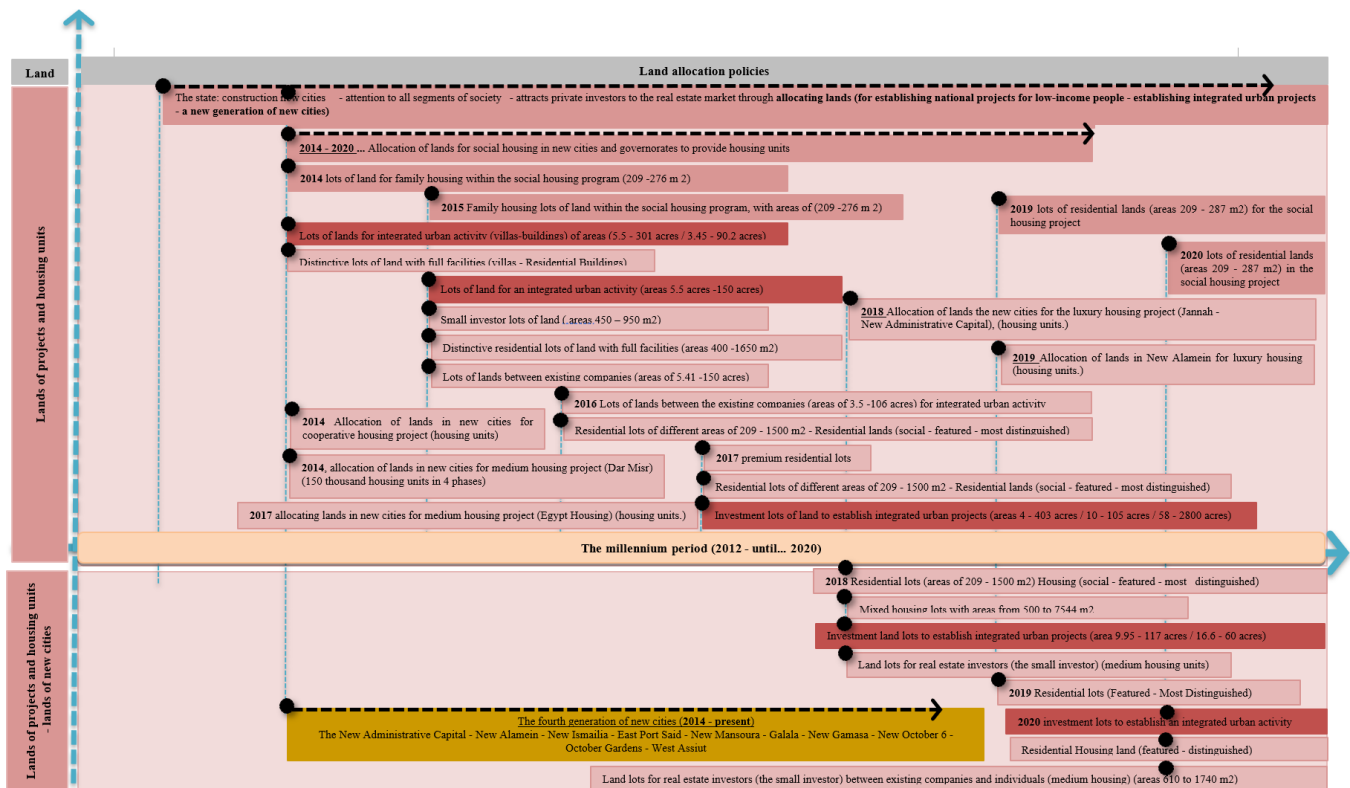 Land
Land allocation policies
The state: construction new cities - attention to all segments of society - attracts private investors to the real estate market through allocating lands (for establishing national projects for low-income people - establishing integrated urban projects
- a new generation of new cities)
2014 - 2020 ... Allocation of lands for social housing in new cities and governorates to provide housing units
2014 lots of land for family housing within the social housing program (209 -276 m 2)
2015 Family housing lots of land within the social housing program, with areas of (209 -276 m 2)
2019 lots of residential lands (areas 209 - 287 m2) for the social
housing project
Lots of lands for integrated urban activity (villas-buildings) of areas (5.5 - 301 acres / 3.45 - 90.2 acres)
Distinctive lots of land with full facilities (villas - Residential Buildings)
2020 lots of residential lands
(areas 209 - 287 m2) in the
social housing project
Lots of land for an integrated urban activity (areas 5.5 acres -150 acres)
Small investor lots of land (.areas.450 – 950 m2)
2018 Allocation of lands the new cities for the luxury housing project (Jannah -
New Administrative Capital), (housing units.)
Distinctive residential lots of land with full facilities (areas 400 -1650 m2)
2019 Allocation of lands in New Alamein for luxury housing
(housing units.)
Lots of lands between existing companies (areas of 5.41 -150 acres)
2016 Lots of lands between the existing companies (areas of 3.5 -106 acres) for integrated urban activity
2014 Allocation of lands in new cities for
cooperative housing project (housing units)
Residential lots of different areas of 209 - 1500 m2 - Residential lands (social - featured - most distinguished)
2017 premium residential lots
2014, allocation of lands in new cities for medium housing project (Dar Misr)
(150 thousand housing units in 4 phases)
Residential lots of different areas of 209 - 1500 m2 - Residential lands (social - featured - most distinguished)
2017 allocating lands in new cities for medium housing project (Egypt Housing) (housing units.)
Investment lots of land to establish integrated urban projects (areas 4 - 403 acres / 10 - 105 acres / 58 - 2800 acres)
Lands of projects and housing units
The millennium period (2012 - until... 2020)
2018 Residential lots (areas of 209 - 1500 m2) Housing (social - featured - most distinguished)
Mixed housing lots with areas from 500 to 7544 m2
Investment land lots to establish integrated urban projects (area 9.95 - 117 acres / 16.6 - 60 acres)
Land lots for real estate investors (the small investor) (medium housing units)
2019 Residential lots (Featured - Most Distinguished)
The fourth generation of new cities (2014 - present)
The New Administrative Capital - New Alamein - New Ismailia - East Port Said - New Mansoura - Galala - New Gamasa - New October 6 -
October Gardens - West Assiut
2020 investment lots to establish an integrated urban activity
Residential Housing land (featured - distinguished)
Land lots for real estate investors (the small investor) between existing companies and individuals (medium housing) (areas 610 to 1740 m2)
Lands of projects and housing units
- lands of new cities